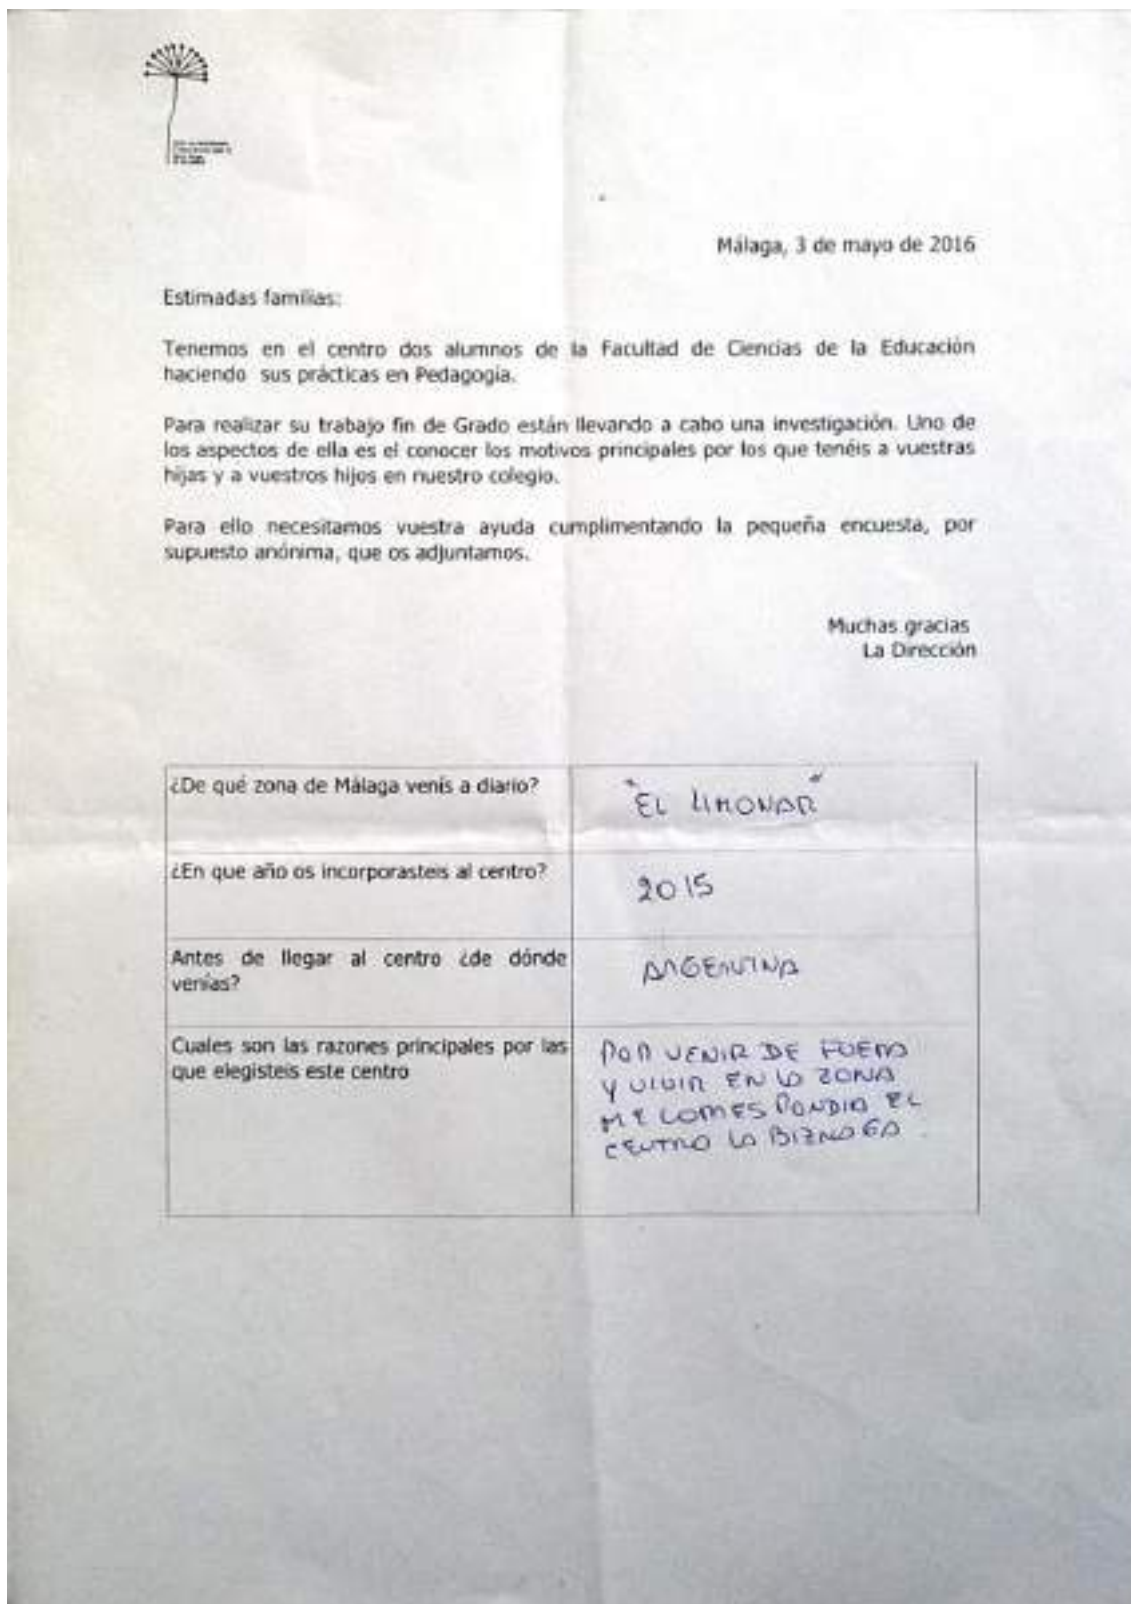 Málaga, 3 de mayo de 2016
Estimadas familias:
Tenemos en el centro dos alumnos de la Facultad de Ciencias de la Educación
haciendo sus prácticas en Pedagogía.
Para realizar su trabajo fin de Grado están llevando a cabo una investigación. Uno de
los aspectos de ella es el conocer los motivos principales por los que tenéis a vuestras
hijas y a vuestros hijos en nuestro colegio.
Para ello necesitamos vuestra ayuda cumplimentando la pequeña encuesta, por
supuesto anónima, que os adjuntamos.
Muchas gracias
La Dirección
¿De qué zona de Málaga venís a diario?
"EL LIMONAR"
¿En que año os incorporasteis al centro?
2015
Antes de llegar al centro ¿de dónde
venías?
ARGENTINA
Cuales son las razones principales por las
que elegisteis este centro
POR VENIR DE FUERA
Y VIVIR EN LA ZONA
ME CORRESPONDIA EL
CENTRO LA BIZNAGA.